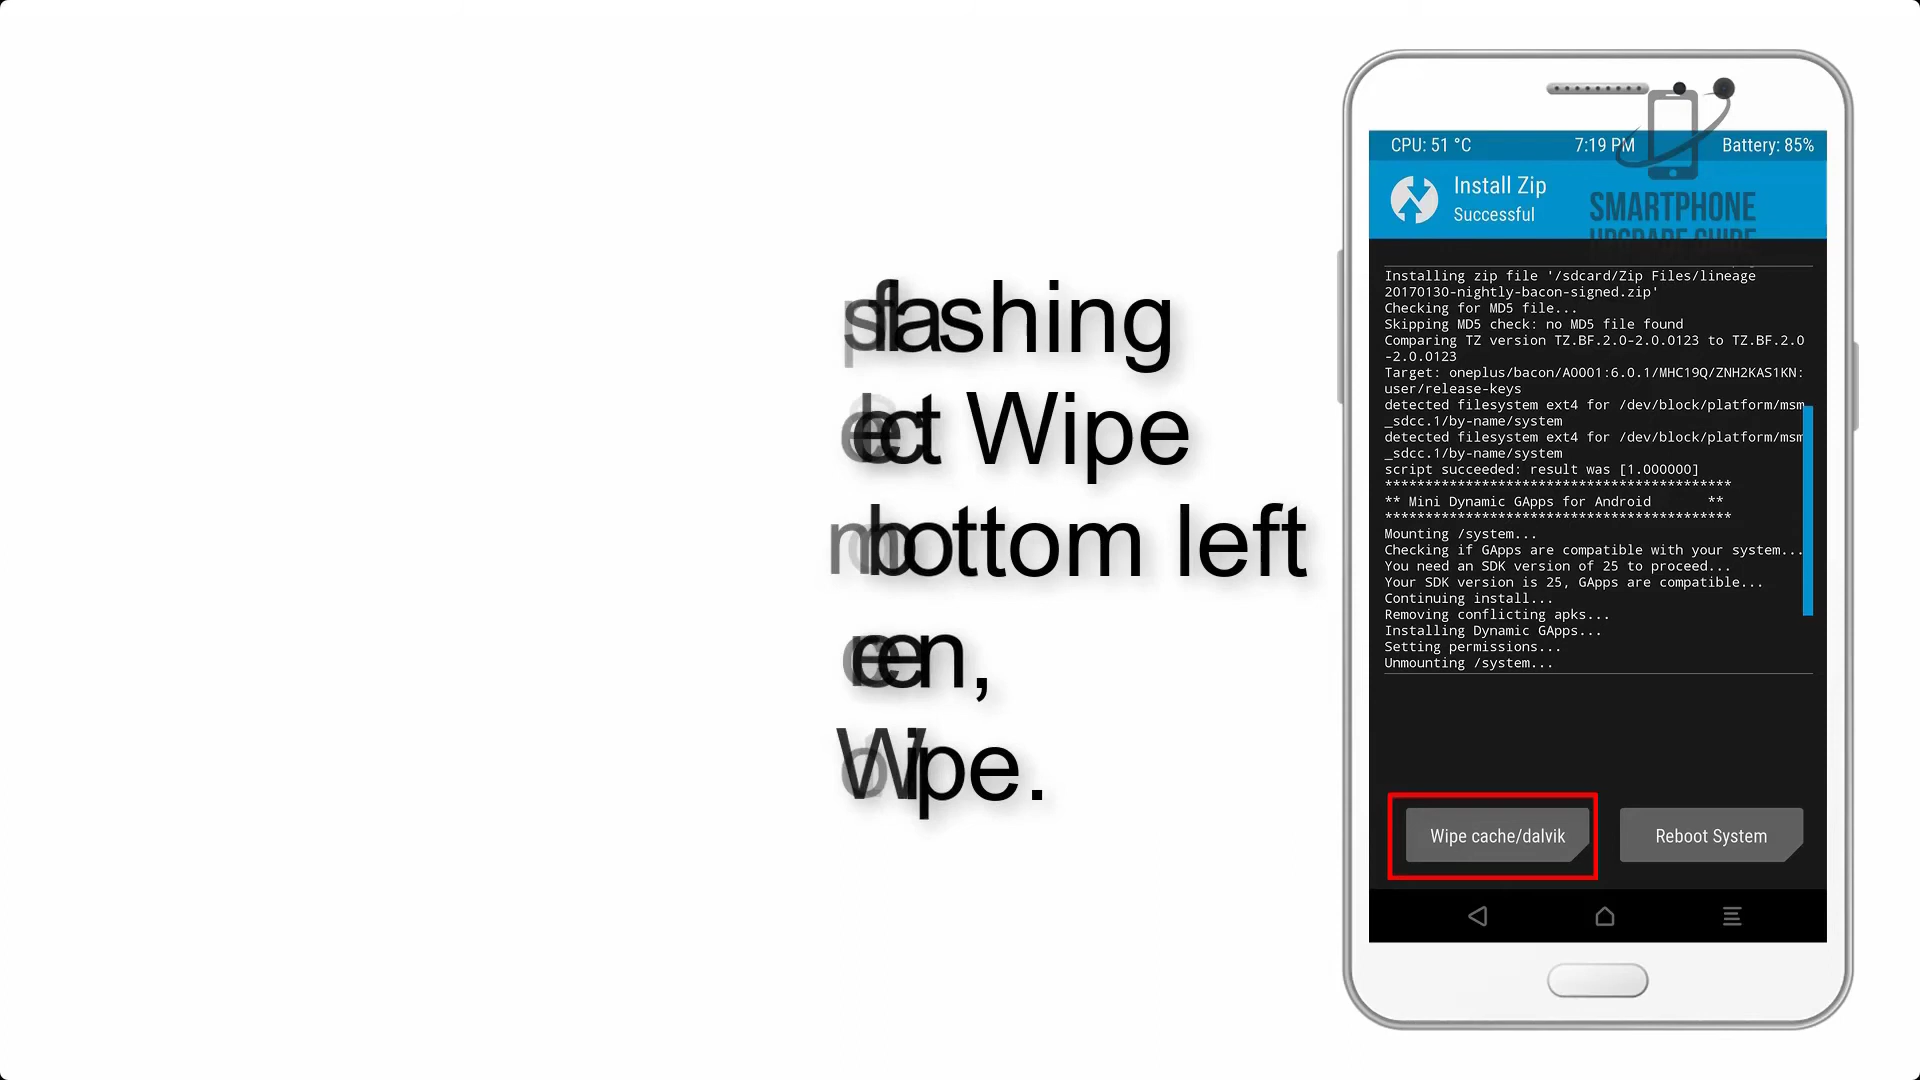 flashing
Wipe
bottom left
Wipe.
CPU: 51 °C 7:19 PM Battery: 85%
Install Zip
Successful
SMARTPHONE
UPGRADE GUIDE
Installing zip file '/sdcard/Zip Files/lineage
20170130-nightly-bacon-signed.zip'
Checking for MD5 file...
Skipping MD5 check: no MD5 file found
Comparing TZ version TZ.BF.2.0-2.0.0123 to TZ.BF.2.0
-2.0.0123
Target: oneplus/bacon/A0001:6.0.1/MHC19Q/ZNH2KAS1KN:
user/release-keys
detected filesystem ext4 for /dev/block/platform/msm
_sdcc.1/by-name/system
detected filesystem ext4 for /dev/block/platform/msm
_sdcc.1/by-name/system
script succeeded: result was [1.000000]
*******************************************
** Mini Dynamic GApps for Android **
*******************************************
Mounting /system...
Checking if GApps are compatible with your system...
You need an SDK version of 25 to proceed...
Your SDK version is 25, GApps are compatible...
Continuing install...
Removing conflicting apks...
Installing Dynamic GApps...
Setting permissions...
Unmounting /system...
Wipe cache/dalvik
Reboot System